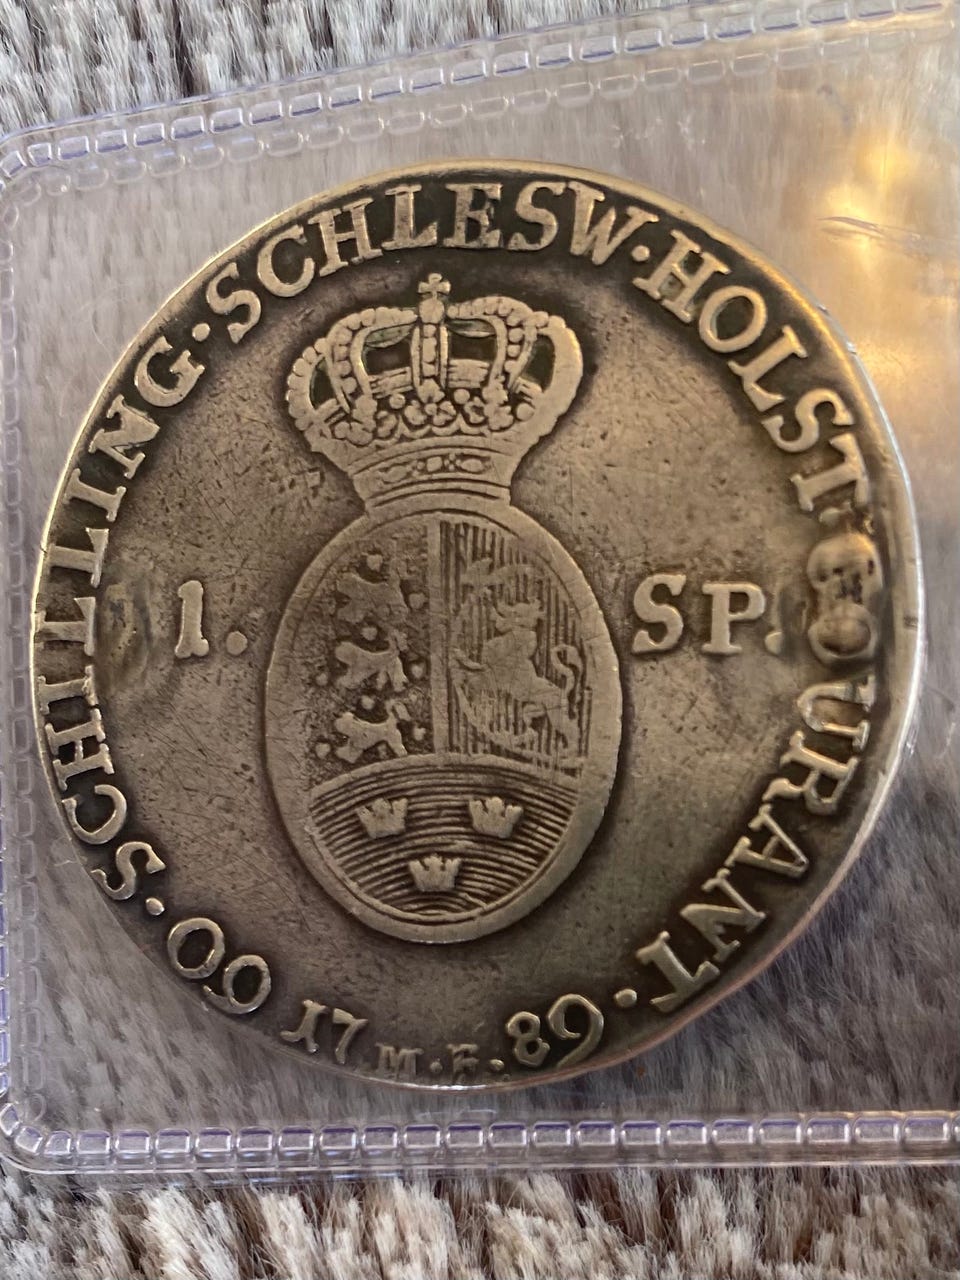 60·SCHILLING·SCHLESW·HOLST·COURANT·
1. SP.
17 M·F· 89